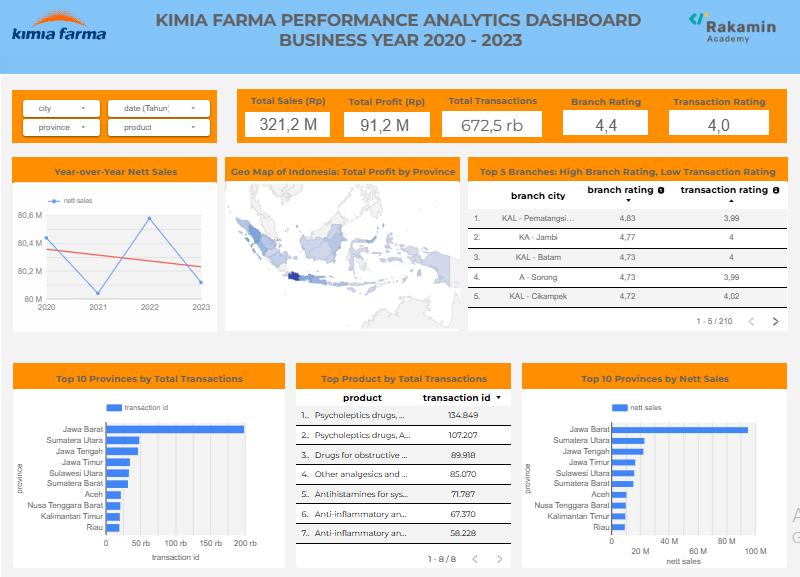 kimia farma
KIMIA FARMA PERFORMANCE ANALYTICS DASHBOARD
BUSINESS YEAR 2020 - 2023
Rakamin
Academy
city
date (Tahun)
province
product
Total Sales (Rp)
321,2 M
Total Profit (Rp)
91,2 M
Total Transactions
672,5 rb
Branch Rating
4,4
Transaction Rating
4,0
Year-over-Year Nett Sales
nett sales
80,6 M
80,4 M
80,2 M
80 M
2020 2021 2022 2023
Geo Map of Indonesia: Total Profit by Province
Top 5 Branches: High Branch Rating, Low Transaction Rating
branch city branch rating transaction rating
1. KAL - Pematangsi... 4,83 3,99
2. KA - Jambi 4,77 4
3. KAL - Batam 4,73 4
4. A - Sorong 4,73 3,99
5. KAL - Cikampek 4,72 4,02
1 - 5 / 210
Top 10 Provinces by Total Transactions
transaction id
province
Jawa Barat
Sumatera Utara
Jawa Tengah
Jawa Timur
Sulawesi Utara
Sumatera Barat
Aceh
Nusa Tenggara Barat
Kalimantan Timur
Riau
0 50 rb 100 rb 150 rb 200 rb
transaction id
Top Product by Total Transactions
product transaction id
1.. Psycholeptics drugs, ... 134.849
2.. Psycholeptics drugs, A... 107.207
3.. Drugs for obstructive ... 89.918
4.. Other analgesics and ... 85.070
5.. Antihistamines for sys... 71.787
6.. Anti-inflammatory an... 67.370
7.. Anti-inflammatory an... 58.228
1 - 8 / 8
Top 10 Provinces by Nett Sales
nett sales
province
Jawa Barat
Sumatera Utara
Jawa Tengah
Jawa Timur
Sulawesi Utara
Sumatera Barat
Aceh
Nusa Tenggara Barat
Kalimantan Timur
Riau
0 20 M 40 M 60 M 80 M 100 M
nett sales